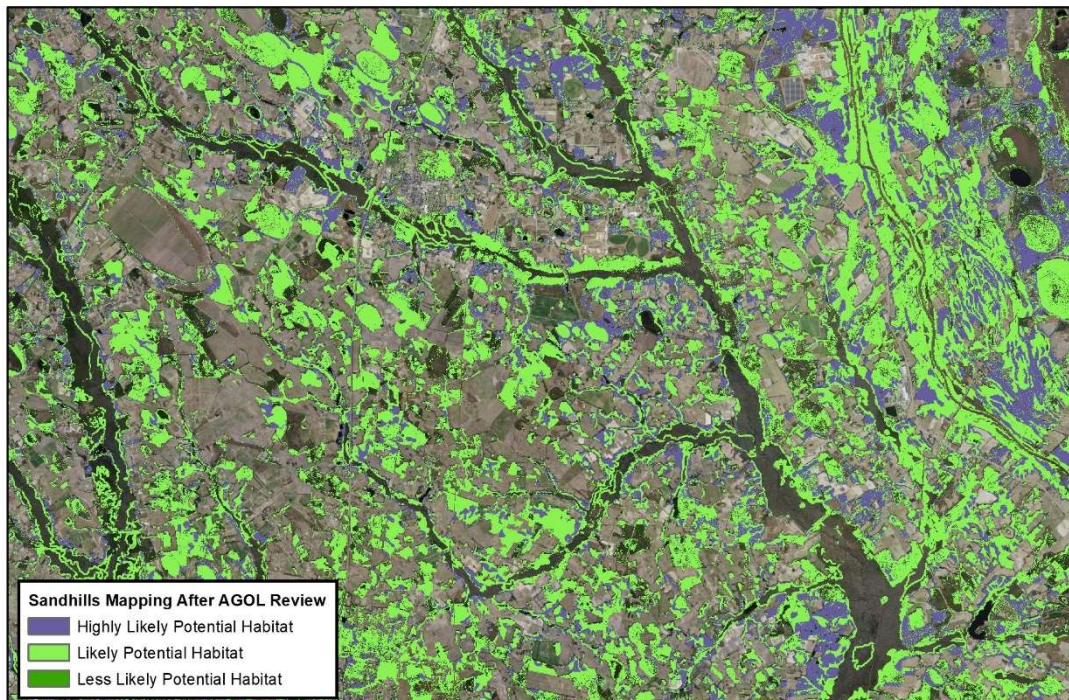 Sandhills Mapping After AGOL Review
Highly Likely Potential Habitat
Likely Potential Habitat
Less Likely Potential Habitat